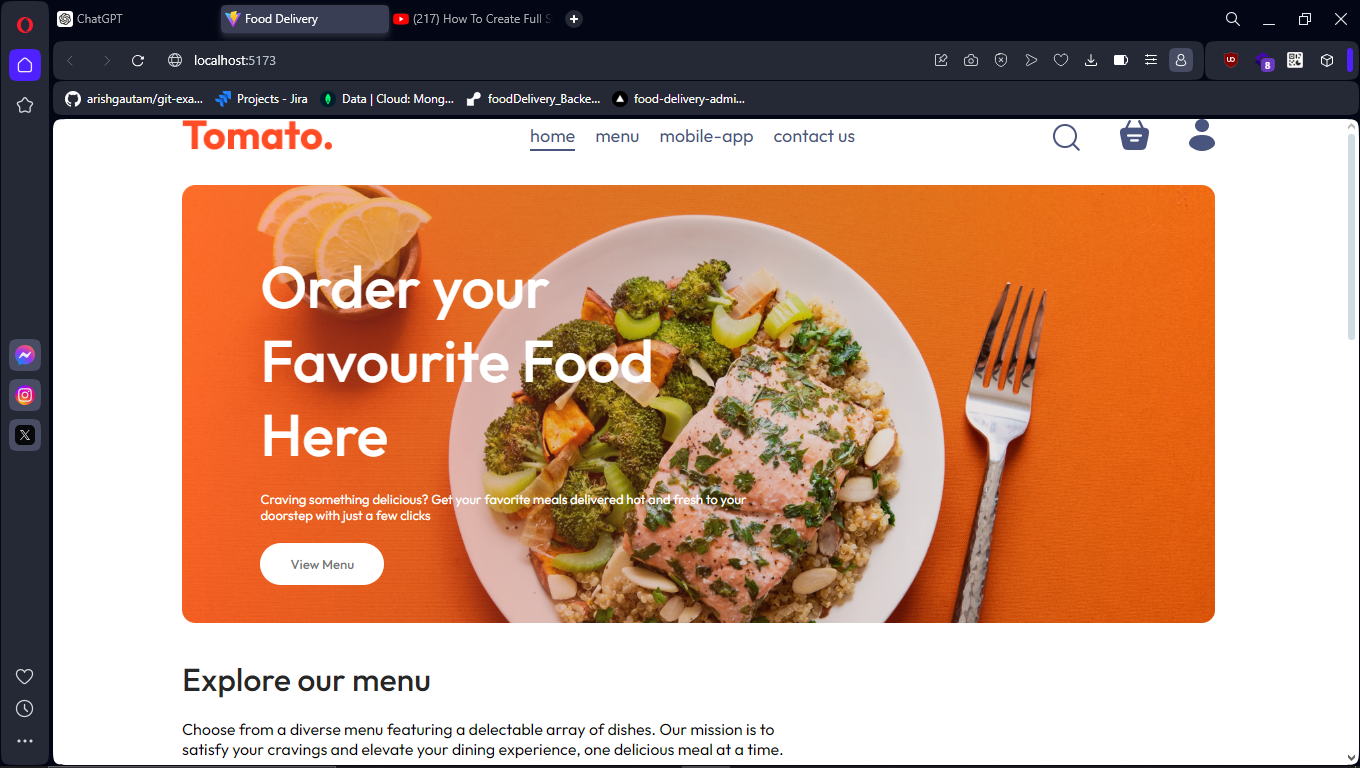 ChatGPT
Food Delivery
(217) How To Create Full S
localhost:5173
8
arishgautam/git-exa...
Projects - Jira
Data | Cloud: Mong...
foodDelivery_Backe...
food-delivery-admi...
Tomato.
home
menu
mobile-app
contact us
Order your
Favourite Food
Here
Craving something delicious? Get your favorite meals delivered hot and fresh to your
doorstep with just a few clicks
View Menu
Explore our menu
Choose from a diverse menu featuring a delectable array of dishes. Our mission is to
satisfy your cravings and elevate your dining experience, one delicious meal at a time.